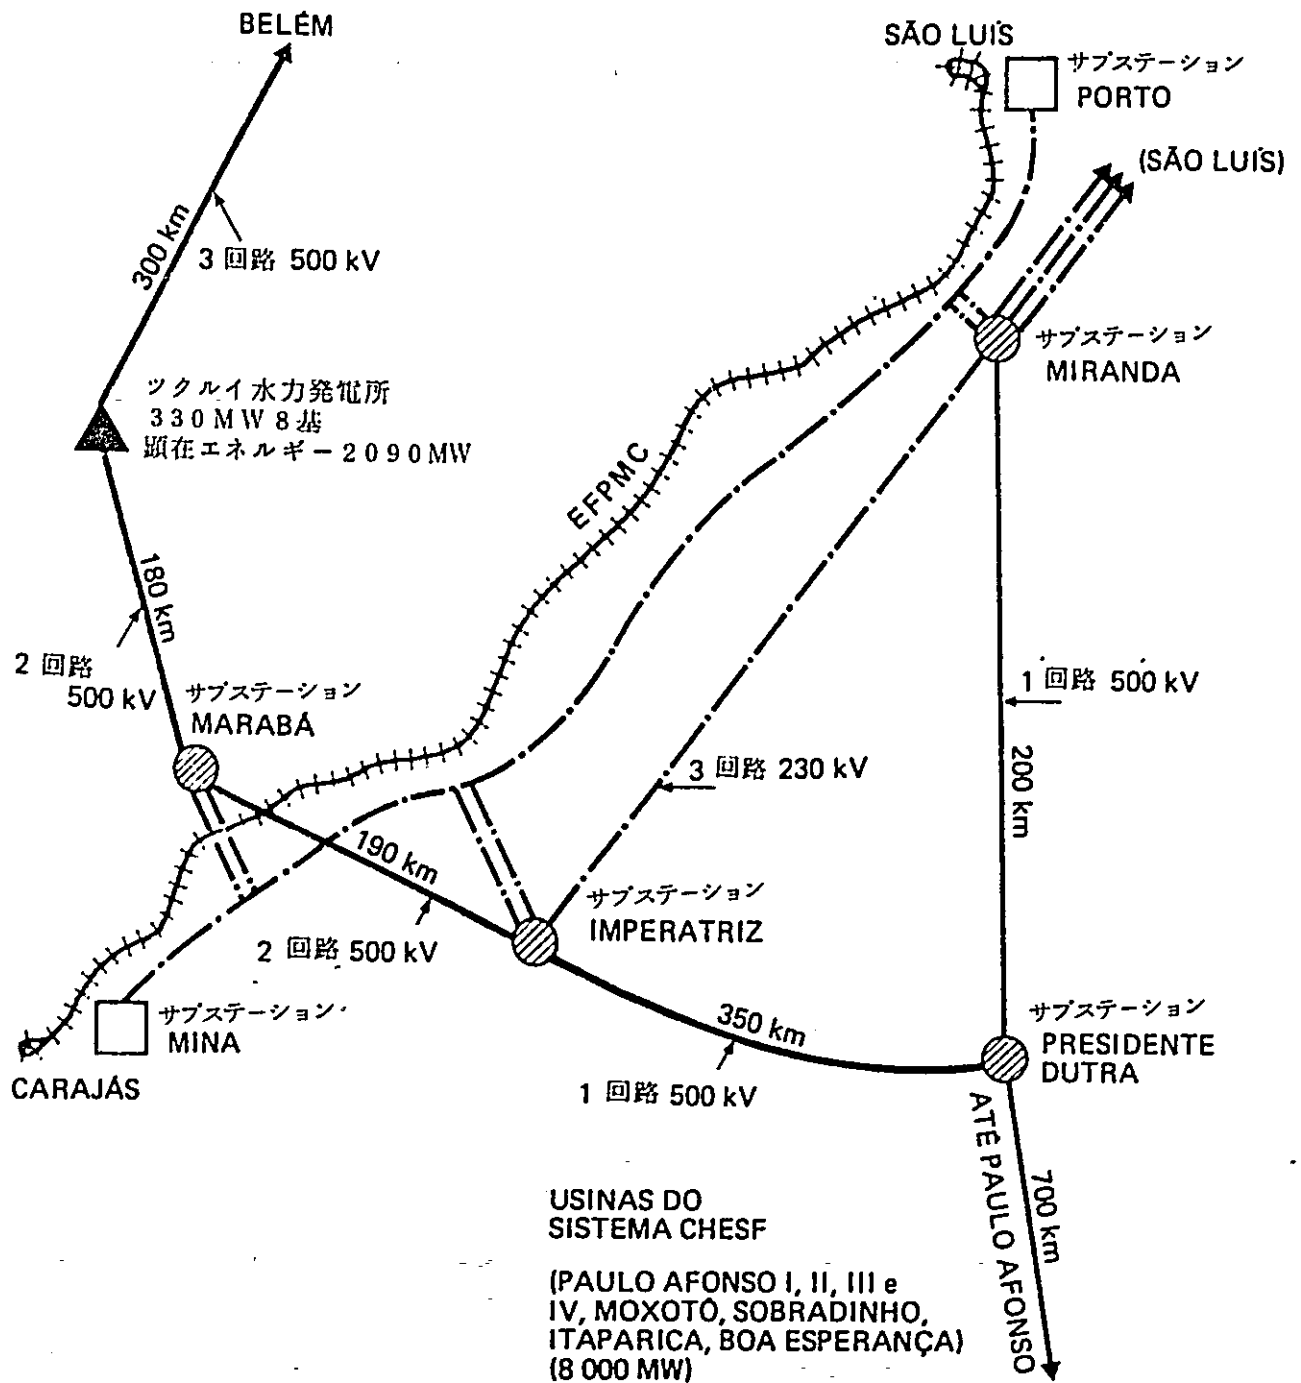 BELÉM
SÃO LUÍS
サブステーション
PORTO
(SÃO LUÍS)
300 km
3 回路 500 kV
サブステーション
MIRANDA
ツクルイ水力発電所
330MW8基
顕在エネルギー2090MW
EFPMC
180 km
2 回路
500 kV
サブステーション
MARABÁ
1 回路 500 kV
3 回路 230 kV
200 km
190 km
サブステーション
IMPERATRIZ
2 回路 500 kV
サブステーション
MINA
CARAJÁS
350 km
1 回路 500 kV
サブステーション
PRESIDENTE
DUTRA
ATÉ PAULO AFONSO
700 km
USINAS DO
SISTEMA CHESF
(PAULO AFONSO I, II, III e
IV, MOXOTÔ, SOBRADINHO,
ITAPARICA, BOA ESPERANÇA)
(8 000 MW)